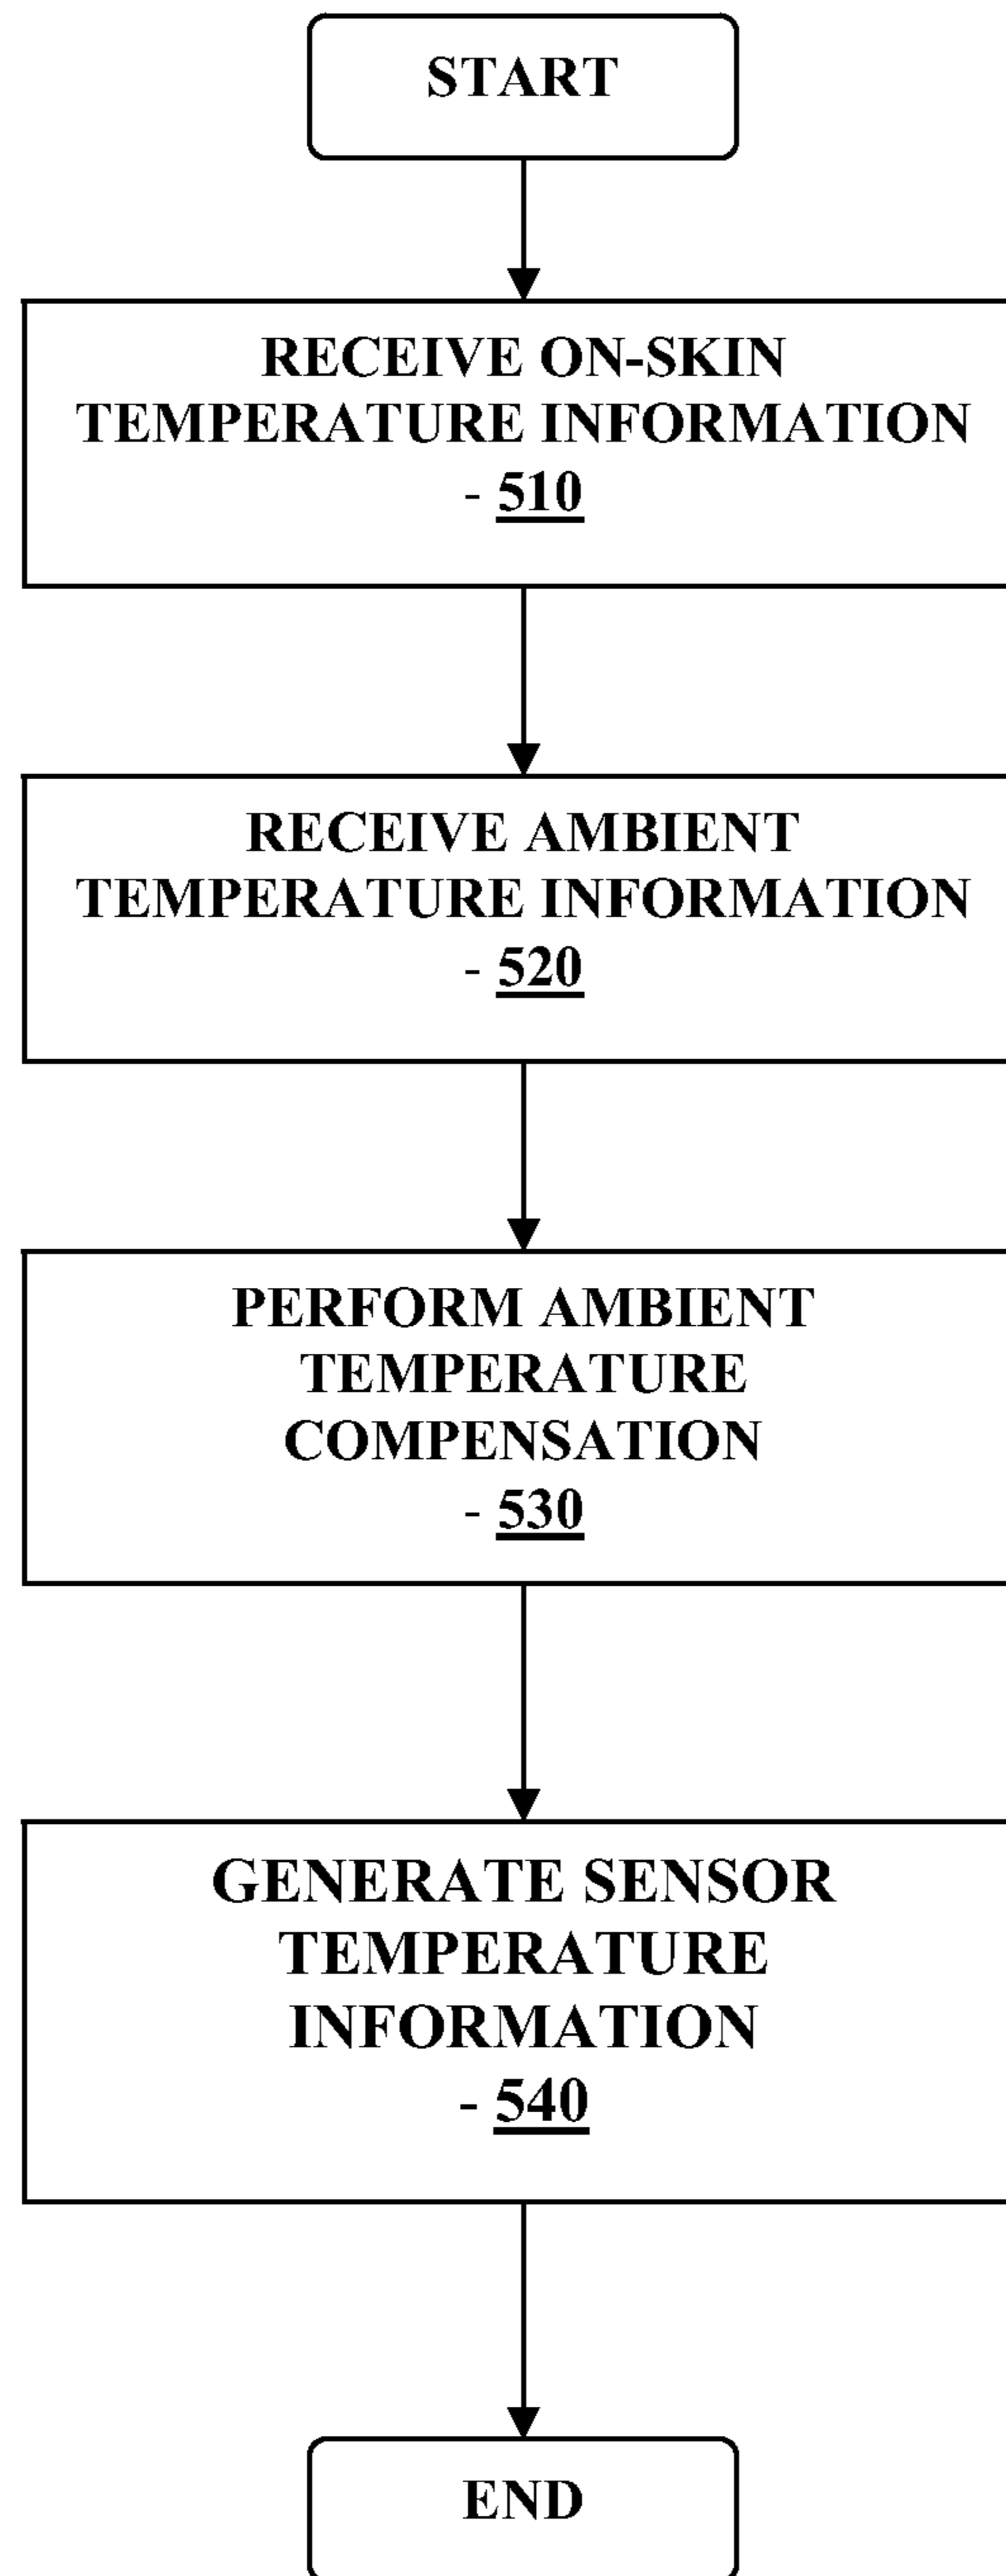 START
RECEIVE ON-SKIN
TEMPERATURE INFORMATION
- 510
RECEIVE AMBIENT
TEMPERATURE INFORMATION
- 520
PERFORM AMBIENT
TEMPERATURE
COMPENSATION
- 530
GENERATE SENSOR
TEMPERATURE
INFORMATION
- 540
END